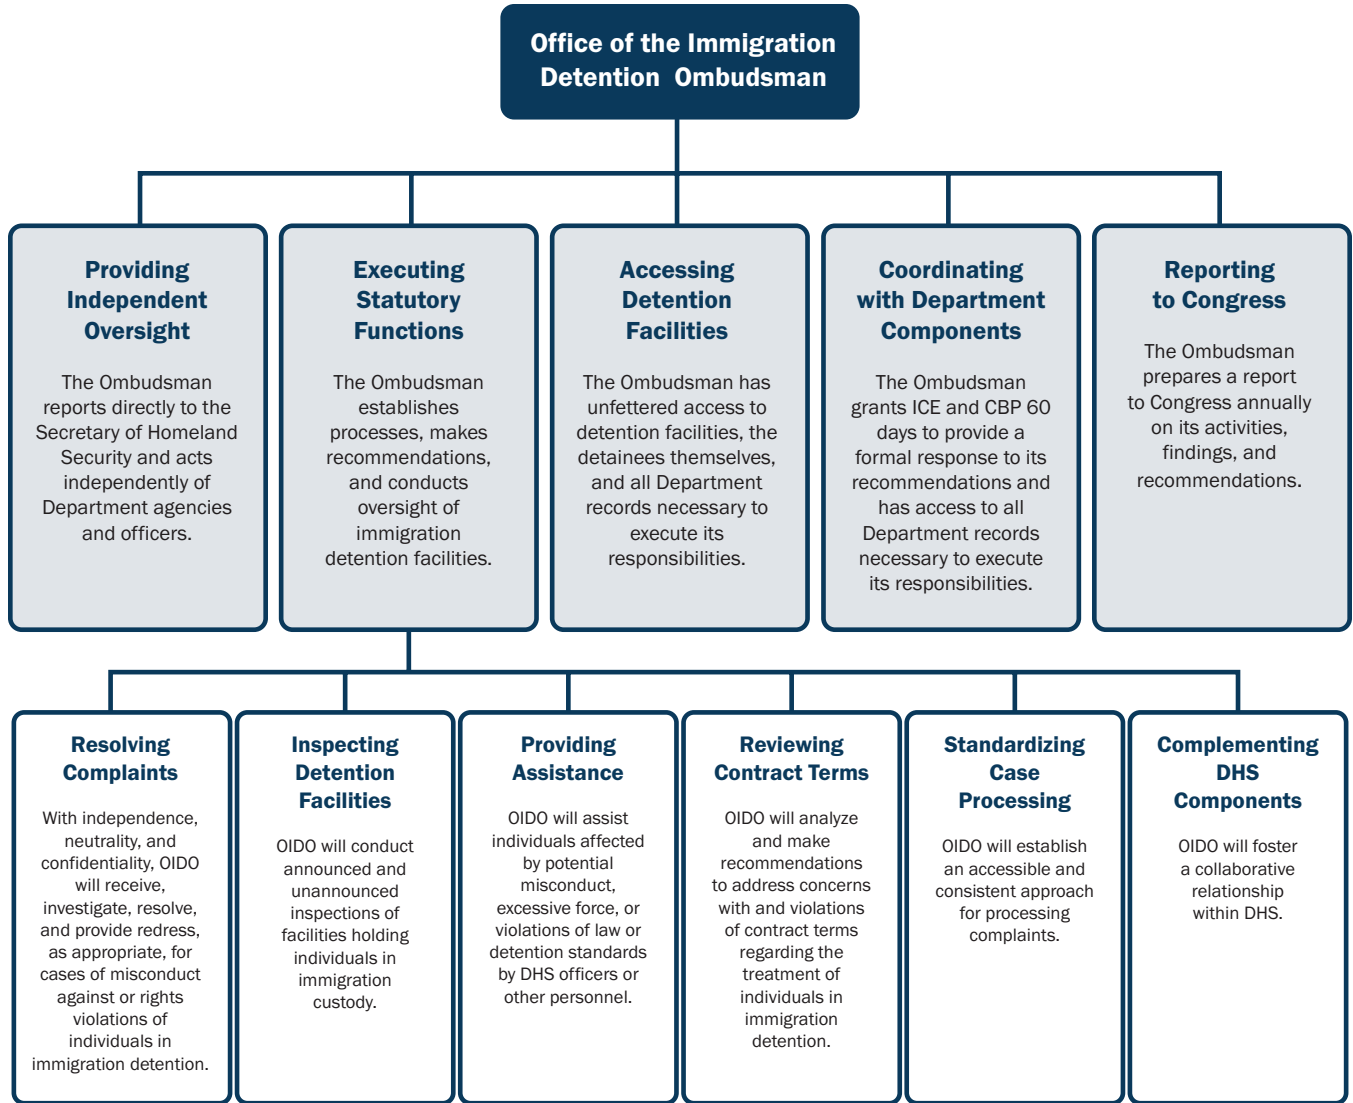 Office of the Immigration
Detention Ombudsman
Providing
Independent
Oversight
The Ombudsman
reports directly to the
Secretary of Homeland
Security and acts
independently of
Department agencies
and officers.
Executing
Statutory
Functions
The Ombudsman
establishes
processes, makes
recommendations,
and conducts
oversight of
immigration
detention facilities.
Accessing
Detention
Facilities
The Ombudsman has
unfettered access to
detention facilities, the
detainees themselves,
and all Department
records necessary to
execute its
responsibilities.
Coordinating
with Department
Components
The Ombudsman
grants ICE and CBP 60
days to provide a
formal response to its
recommendations and
has access to all
Department records
necessary to execute
its responsibilities.
Reporting
to Congress
The Ombudsman
prepares a report
to Congress annually
on its activities,
findings, and
recommendations.
Resolving
Complaints
With independence,
neutrality, and
confidentiality, OIDO
will receive,
investigate, resolve,
and provide redress,
as appropriate, for
cases of misconduct
against or rights
violations of
individuals in
immigration detention.
Inspecting
Detention
Facilities
OIDO will conduct
announced and
unannounced
inspections of
facilities holding
individuals in
immigration
custody.
Providing
Assistance
OIDO will assist
individuals affected
by potential
misconduct,
excessive force, or
violations of law or
detention standards
by DHS officers or
other personnel.
Reviewing
Contract Terms
OIDO will analyze
and make
recommendations
to address concerns
with and violations
of contract terms
regarding the
treatment of
individuals in
immigration
detention.
Standardizing
Case
Processing
OIDO will establish
an accessible and
consistent approach
for processing
complaints.
Complementing
DHS
Components
OIDO will foster
a collaborative
relationship
within DHS.